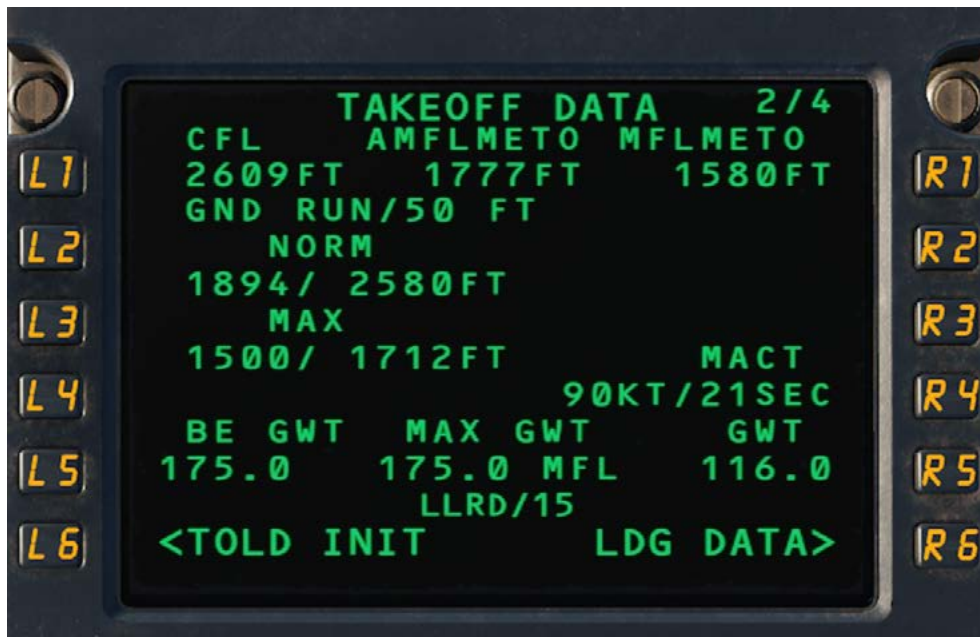 TAKEOFF DATA 2/4
CFL AMFLMETO MFLMETO
L1 2609FT 1777FT 1580FT R1
GND RUN/50 FT
L2 NORM R2
1894/ 2580FT
L3 MAX R3
1500/ 1712FT MACT
L4 90KT/21SEC R4
BE GWT MAX GWT GWT
L5 175.0 175.0 MFL 116.0 R5
LLRD/15
L6 <TOLD INIT LDG DATA> R6